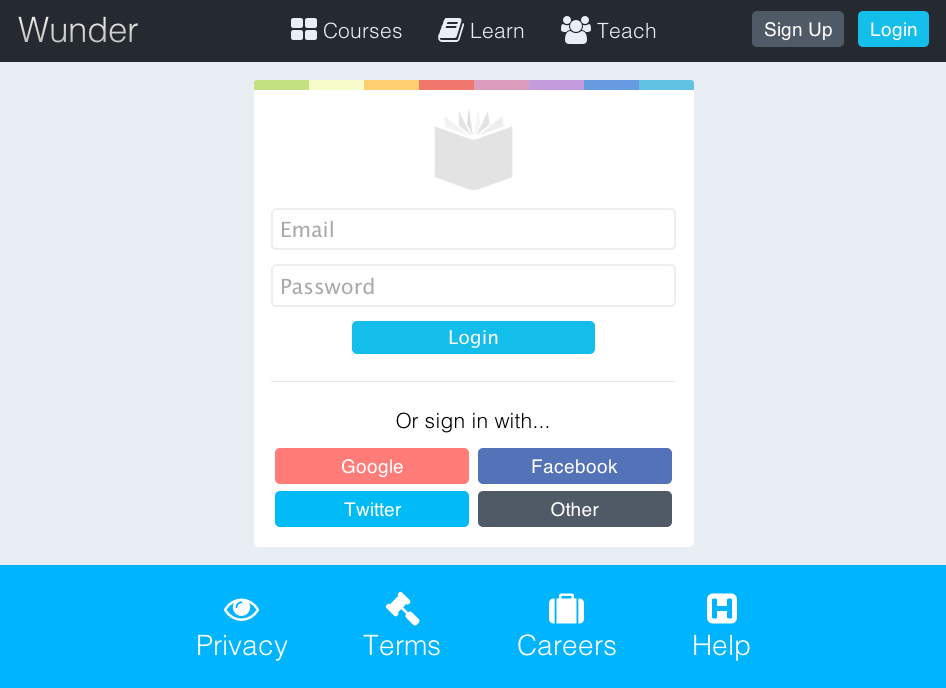 Wunder Courses Learn Teach Sign Up Login
Email
Password
Login
Or sign in with...
Google Facebook
Twitter Other
Privacy Terms Careers Help